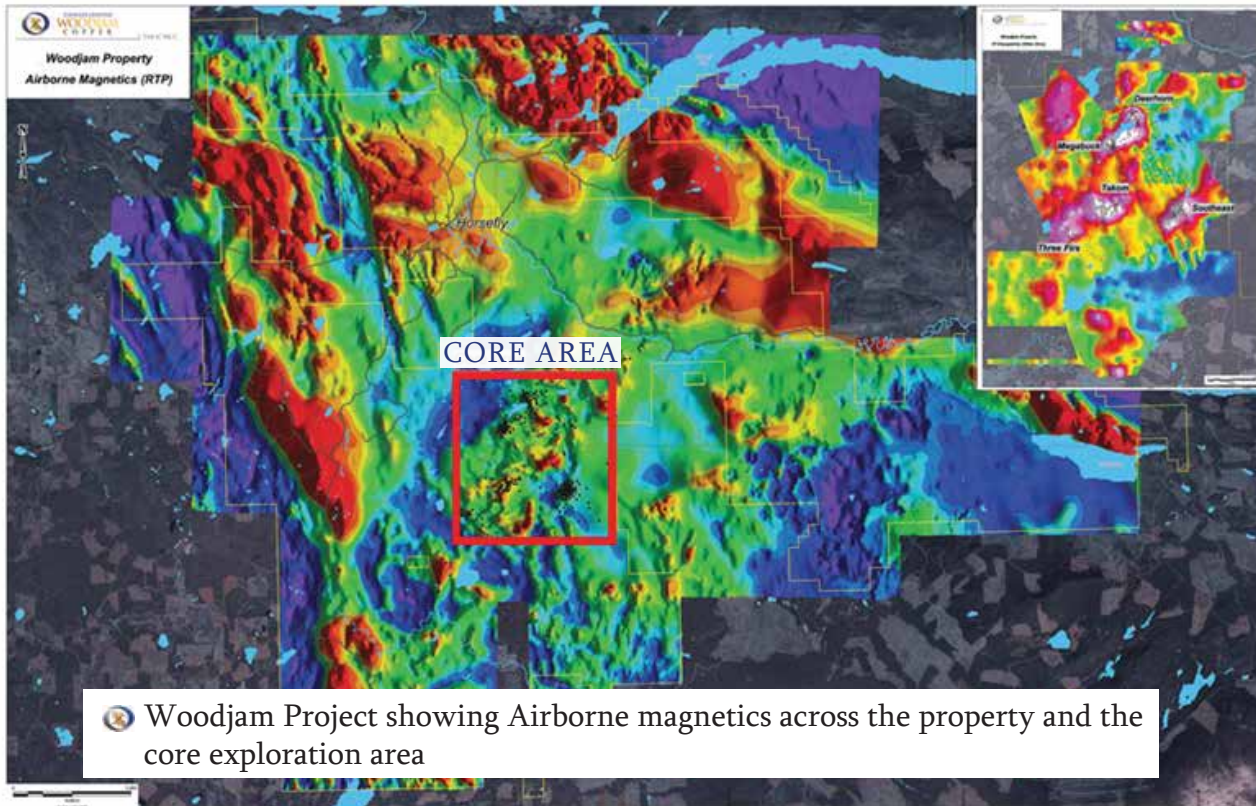 WOODJAM
COPPER
Woodjam Property
Airborne Magnetics (RTP)
Horsefly
CORE AREA
Deerhorn
Megabuck
Takom
Southeast
Three Firs
Woodjam Project showing Airborne magnetics across the property and the
core exploration area